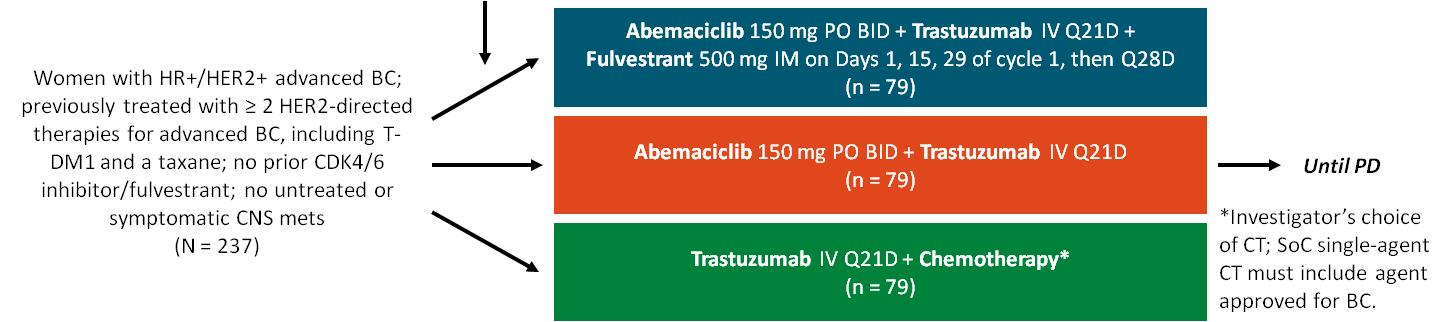 Women with HR+/HER2+ advanced BC;
previously treated with ≥ 2 HER2-directed
therapies for advanced BC, including T-
DM1 and a taxane; no prior CDK4/6
inhibitor/fulvestrant; no untreated or
symptomatic CNS mets
(N = 237)
Abemaciclib 150 mg PO BID + Trastuzumab IV Q21D +
Fulvestrant 500 mg IM on Days 1, 15, 29 of cycle 1, then Q28D
(n = 79)
Abemaciclib 150 mg PO BID + Trastuzumab IV Q21D
(n = 79)
Trastuzumab IV Q21D + Chemotherapy*
(n = 79)
Until PD
*Investigator’s choice
of CT; SoC single-agent
CT must include agent
approved for BC.